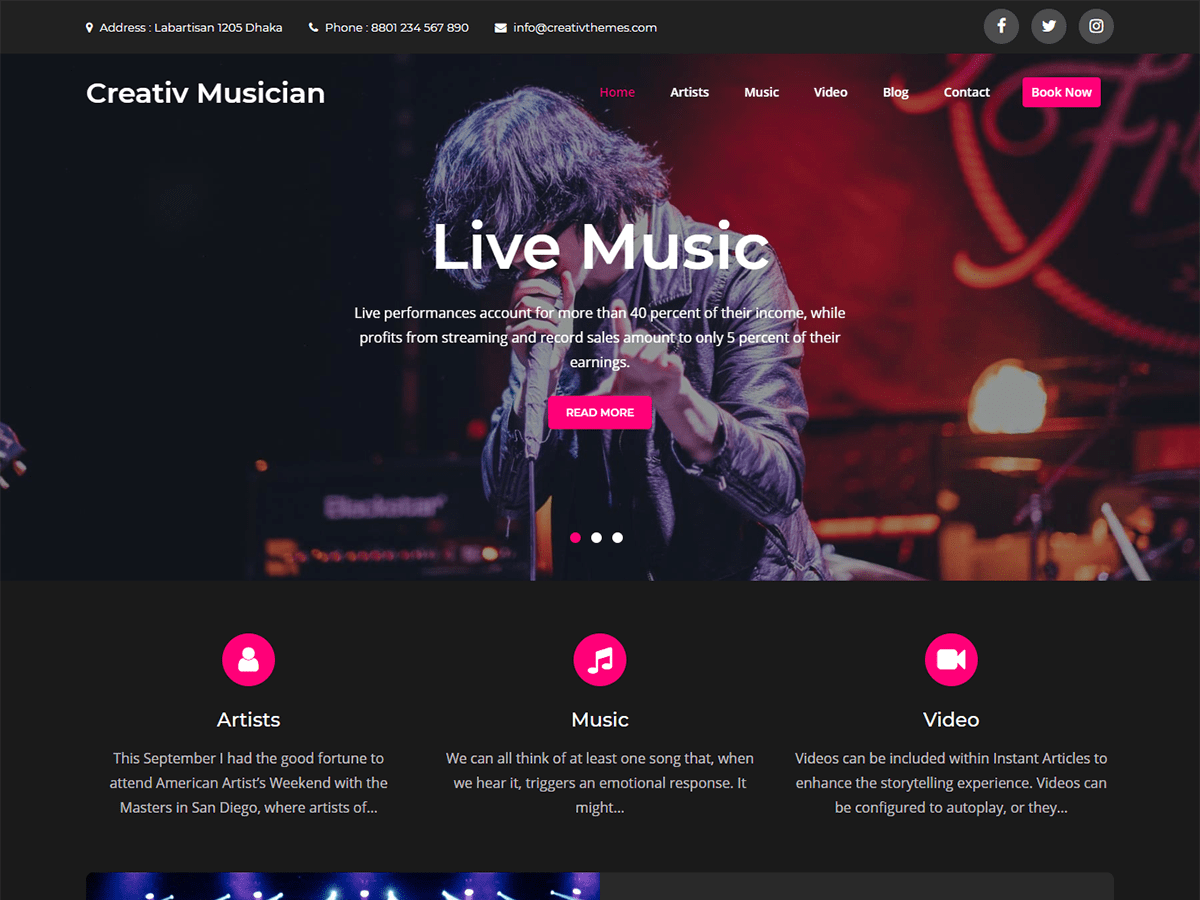 Address : Labartisan 1205 Dhaka Phone : 8801 234 567 890 info@creativthemes.com
Creativ Musician Home Artists Music Video Blog Contact Book Now
Live Music
Live performances account for more than 40 percent of their income, while
profits from streaming and record sales amount to only 5 percent of their
earnings.
READ MORE
Blackstar
Artists
This September I had the good fortune to
attend American Artist’s Weekend with the
Masters in San Diego, where artists of...
Music
We can all think of at least one song that, when
we hear it, triggers an emotional response. It
might...
Video
Videos can be included within Instant Articles to
enhance the storytelling experience. Videos can
be configured to autoplay, or they...